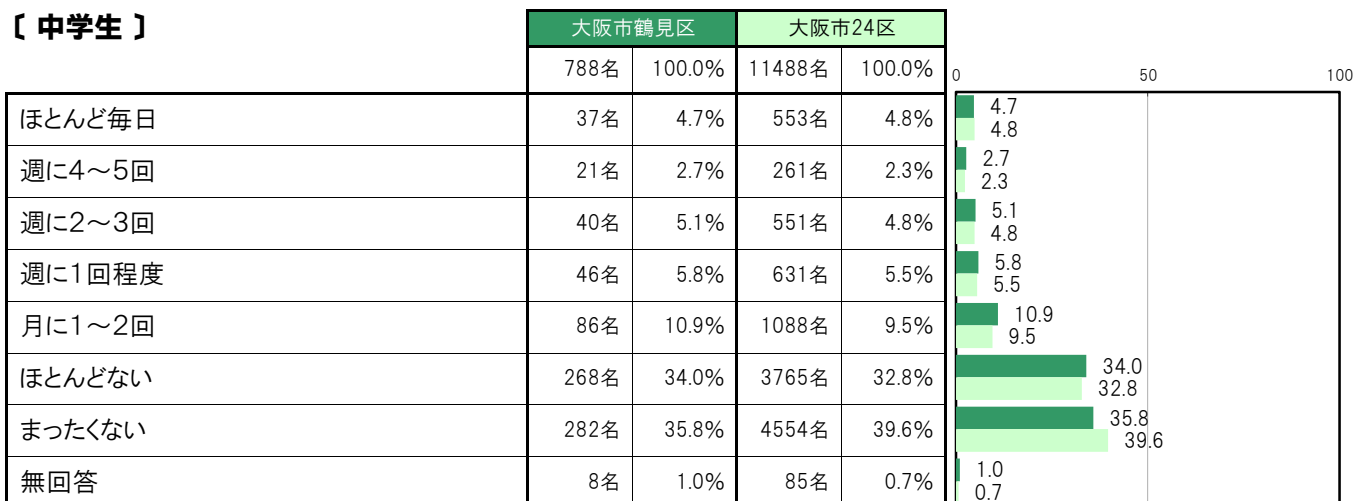 〔 中学生 〕
大阪市鶴見区 大阪市24区
788名 100.0% 11488名 100.0%
0 50 100
ほとんど毎日 37名 4.7% 553名 4.8%
4.7
4.8
週に4～5回 21名 2.7% 261名 2.3%
2.7
2.3
週に2～3回 40名 5.1% 551名 4.8%
5.1
4.8
週に1回程度 46名 5.8% 631名 5.5%
5.8
5.5
月に1～2回 86名 10.9% 1088名 9.5%
10.9
9.5
ほとんどない 268名 34.0% 3765名 32.8%
34.0
32.8
まったくない 282名 35.8% 4554名 39.6%
35.8
39.6
無回答 8名 1.0% 85名 0.7%
1.0
0.7